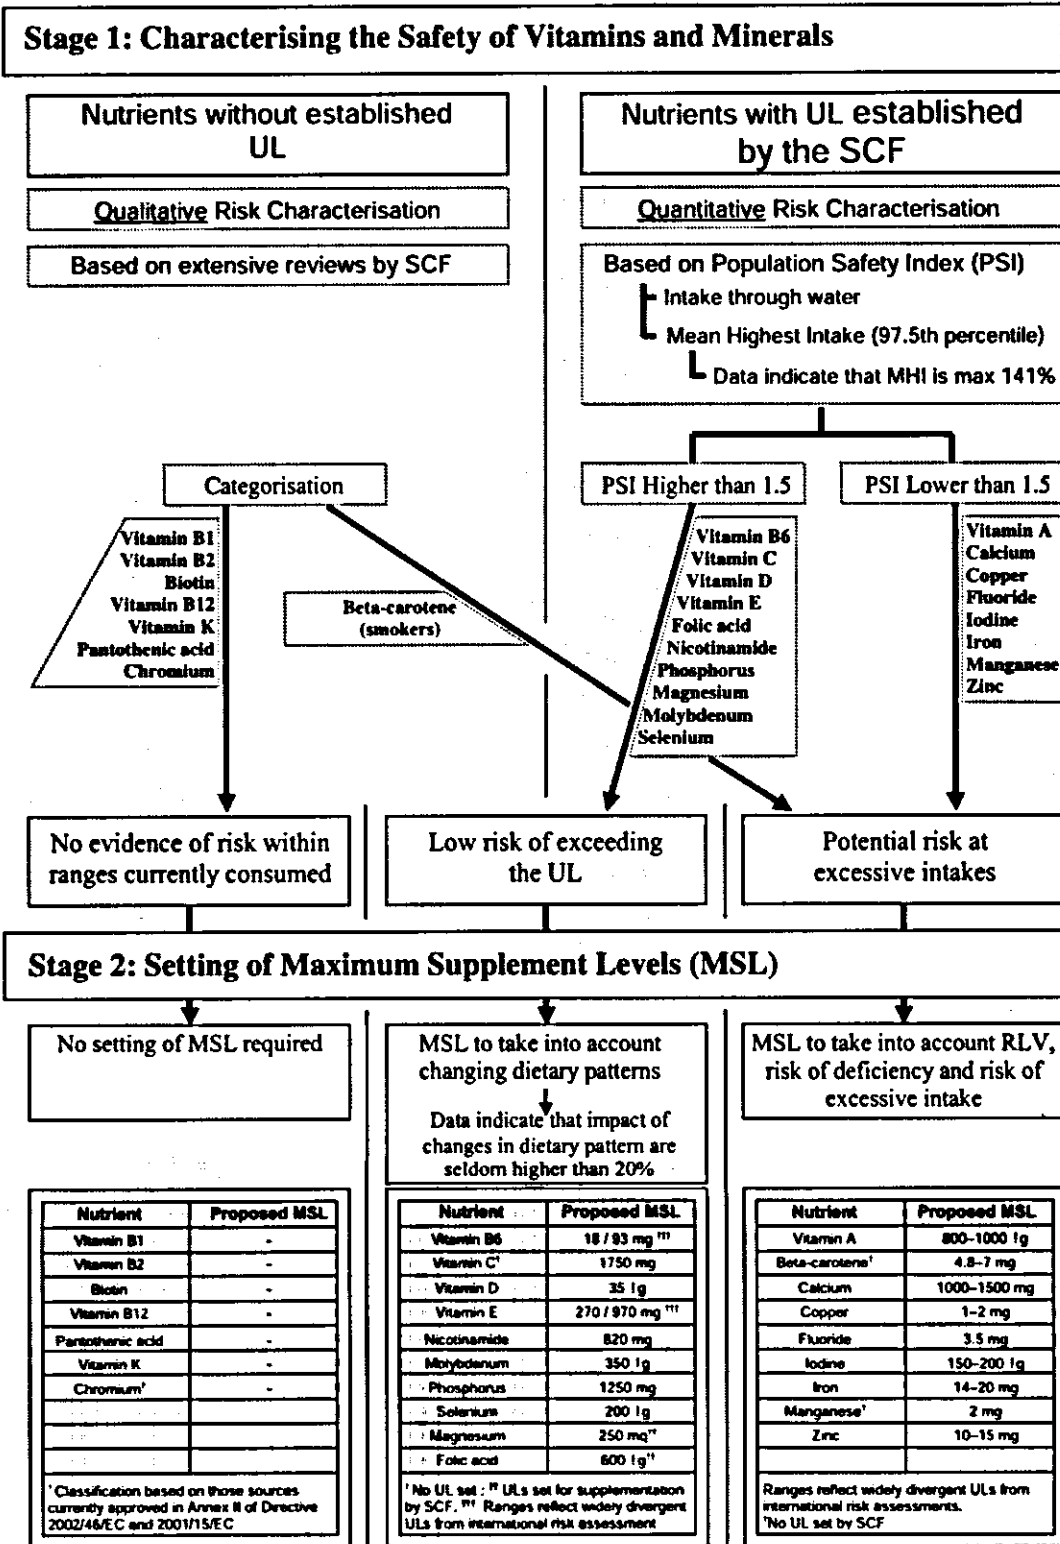 Stage 1: Characterising the Safety of Vitamins and Minerals
Nutrients without established
UL
Qualitative Risk Characterisation
Based on extensive reviews by SCF
Nutrients with UL established
by the SCF
Quantitative Risk Characterisation
Based on Population Safety Index (PSI)
Intake through water
Mean Highest Intake (97.5th percentile)
Data indicate that MHI is max 141%
Categorisation
PSI Higher than 1.5
PSI Lower than 1.5
Vitamin B1
Vitamin B2
Biotin
Vitamin B12
Vitamin K
Pantothenic acid
Chromium
Beta-carotene
(smokers)
Vitamin B6
Vitamin C
Vitamin D
Vitamin E
Folic acid
Nicotinamide
Phosphorus
Magnesium
Molybdenum
Selenium
Vitamin A
Calcium
Copper
Fluoride
Iodine
Iron
Manganese
Zinc
No evidence of risk within
ranges currently consumed
Low risk of exceeding
the UL
Potential risk at
excessive intakes
Stage 2: Setting of Maximum Supplement Levels (MSL)
No setting of MSL required
MSL to take into account
changing dietary patterns
Data indicate that impact of
changes in dietary pattern are
seldom higher than 20%
MSL to take into account RLV,
risk of deficiency and risk of
excessive intake
Nutrient Proposed MSL
Vitamin B1 -
Vitamin B2 -
Biotin -
Vitamin B12 -
Pantothenic acid -
Vitamin K -
Chromium† -
†Classification based on those sources
currently approved in Annex II of Directive
2002/46/EC and 2001/15/EC
Nutrient Proposed MSL
Vitamin B6 18 / 93 mg †††
Vitamin C† 1750 mg
Vitamin D 35 !g
Vitamin E 270 / 970 mg †††
Nicotinamide 820 mg
Molybdenum 350 !g
Phosphorus 1250 mg
Selenium 200 !g
Magnesium 250 mg††
Folic acid 600 !g††
† No UL set ; †† ULs set for supplementation
by SCF. ††† Ranges reflect widely divergent
ULs from international risk assessment
Nutrient Proposed MSL
Vitamin A 800–1000 !g
Beta-carotene† 4.8–7 mg
Calcium 1000–1500 mg
Copper 1–2 mg
Fluoride 3.5 mg
Iodine 150–200 !g
Iron 14–20 mg
Manganese† 2 mg
Zinc 10–15 mg
Ranges reflect widely divergent ULs from
international risk assessments.
†No UL set by SCF